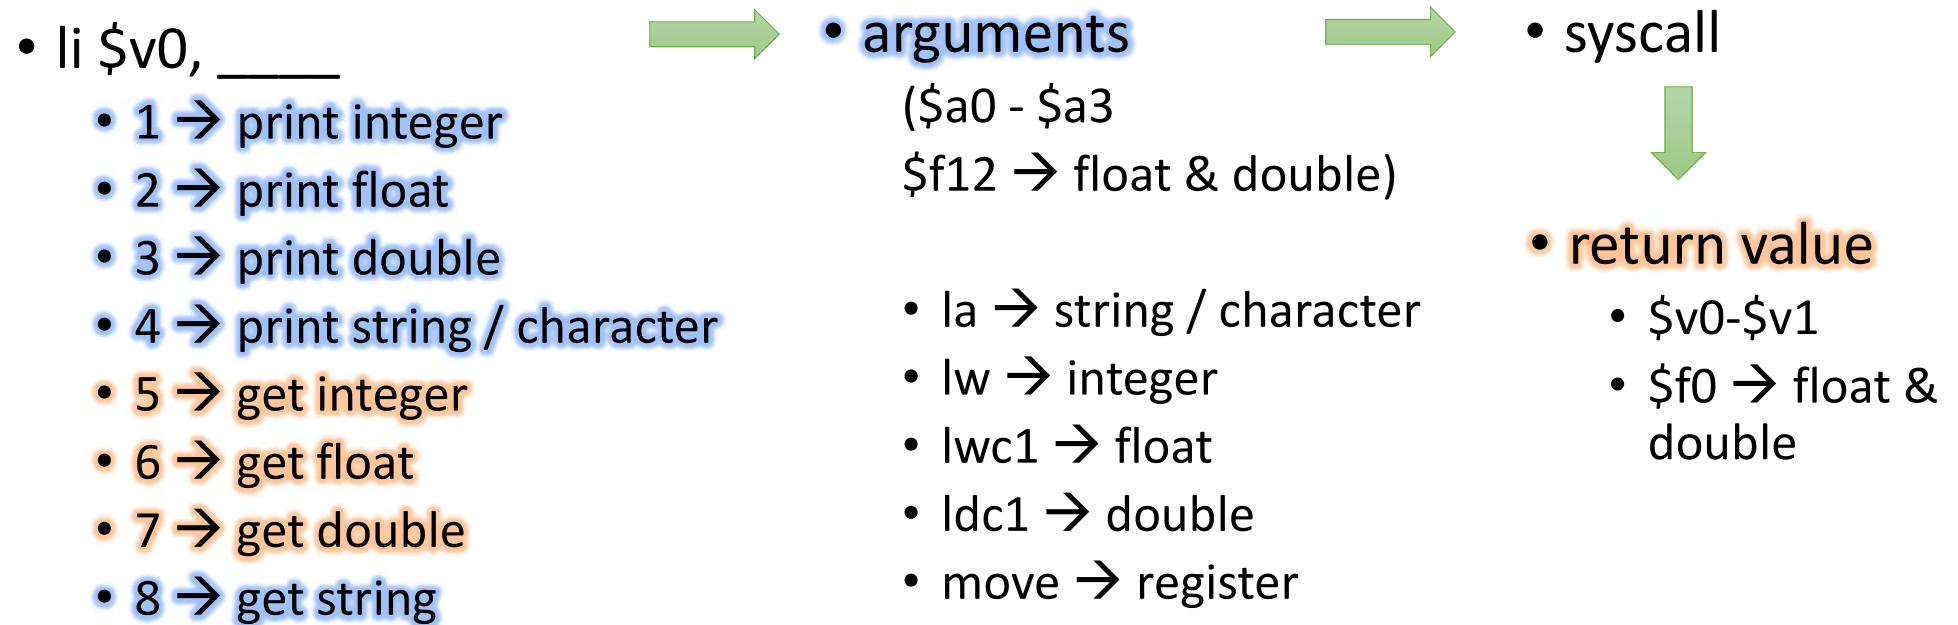 • li $v0, ____
• 1 → print integer
• 2 → print float
• 3 → print double
• 4 → print string / character
• 5 → get integer
• 6 → get float
• 7 → get double
• 8 → get string
• arguments
($a0 - $a3
$f12 → float & double)
• la → string / character
• lw → integer
• lwc1 → float
• ldc1 → double
• move → register
• syscall
• return value
• $v0-$v1
• $f0 → float &
double